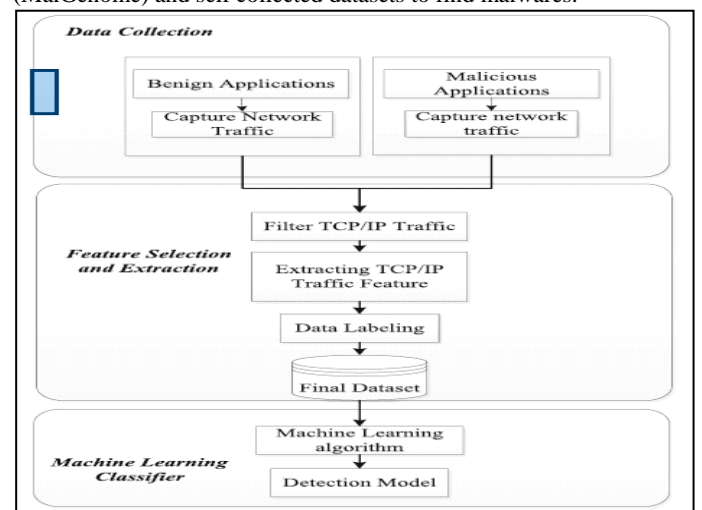 (MalGenome) and self collected datasets to find malwares.
Data Collection
Benign Applications
Capture Network
Traffic
Malicious
Applications
Capture network
traffic
Feature Selection
and Extraction
Filter TCP/IP Traffic
Extracting TCP/IP
Traffic Feature
Data Labeling
Final Dataset
Machine Learning
Classifier
Machine Learning
algorithm
Detection Model